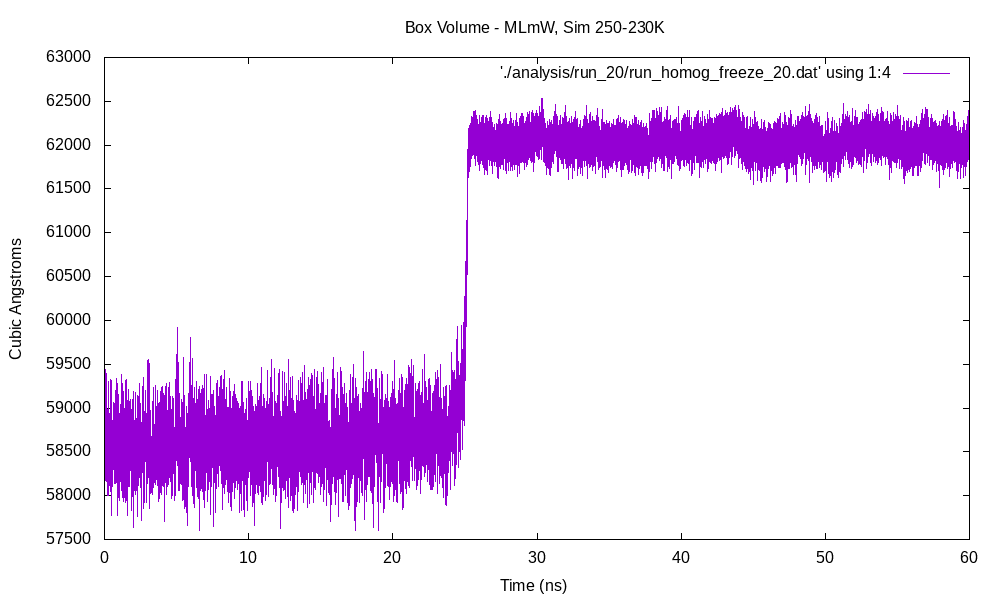 Box Volume - MLmW, Sim 250-230K
'./analysis/run_20/run_homog_freeze_20.dat' using 1:4
63000
62500
62000
61500
61000
60500
60000
59500
59000
58500
58000
57500
Cubic Angstroms
0 10 20 30 40 50 60
Time (ns)